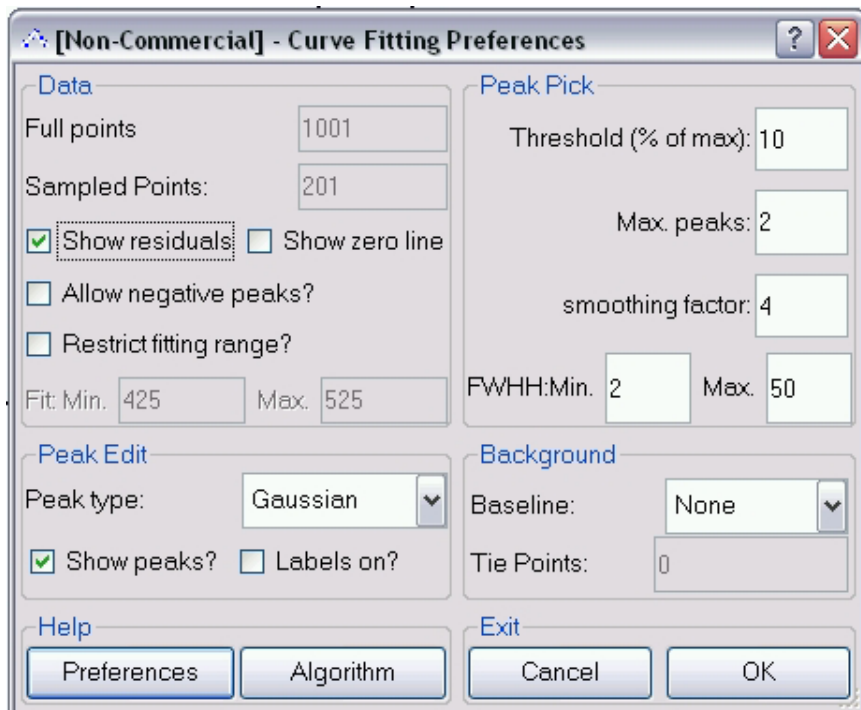 [Non-Commercial] - Curve Fitting Preferences
Data
Full points 1001
Sampled Points: 201
Show residuals Show zero line
Allow negative peaks?
Restrict fitting range?
Fit: Min. 425 Max. 525
Peak Pick
Threshold (% of max): 10
Max. peaks: 2
smoothing factor: 4
FWHH:Min. 2 Max. 50
Peak Edit
Peak type: Gaussian
Show peaks? Labels on?
Background
Baseline: None
Tie Points: 0
Help
Preferences Algorithm
Exit
Cancel OK